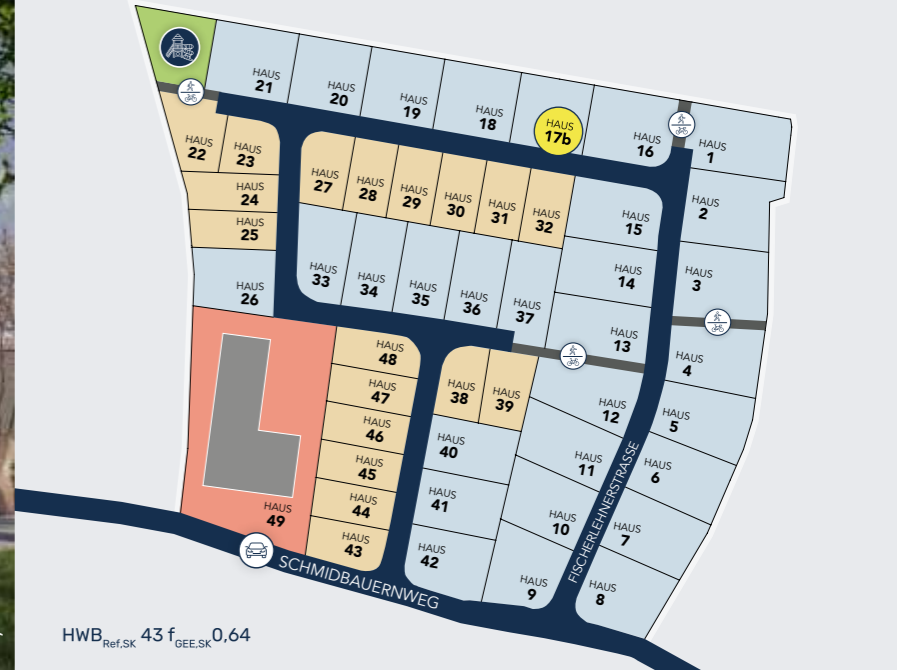 HAUS
21
HAUS
20
HAUS
19
HAUS
18
HAUS
17b
HAUS
16
HAUS
1
HAUS
22
HAUS
23
HAUS
24
HAUS
25
HAUS
26
HAUS
27
HAUS
28
HAUS
29
HAUS
30
HAUS
31
HAUS
32
HAUS
15
HAUS
2
HAUS
33
HAUS
34
HAUS
35
HAUS
36
HAUS
37
HAUS
14
HAUS
3
HAUS
13
HAUS
4
HAUS
48
HAUS
47
HAUS
46
HAUS
45
HAUS
44
HAUS
43
HAUS
38
HAUS
39
HAUS
40
HAUS
41
HAUS
42
HAUS
12
HAUS
11
HAUS
10
HAUS
9
HAUS
5
HAUS
6
HAUS
7
HAUS
8
HAUS
49
FISCHERLEHNERSTRASSE
SCHMIDBAUERNWEG
HWB Ref,SK 43 f GEE,SK 0,64